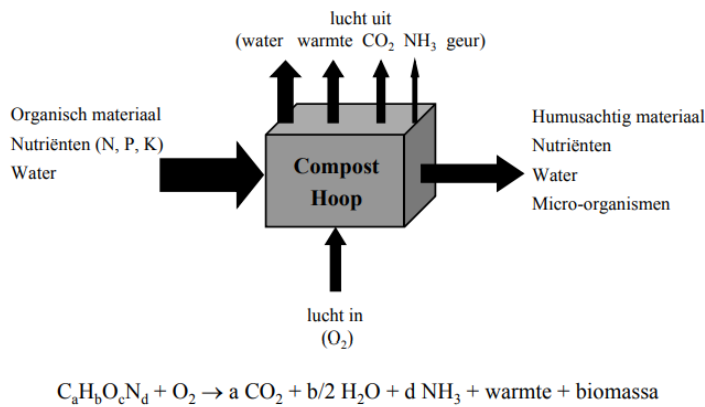 lucht uit
(water warmte CO₂ NH₃ geur)
Organisch materiaal
Nutriënten (N, P, K)
Water
Compost
Hoop
Humusachtig materiaal
Nutriënten
Water
Micro-organismen
lucht in
(O₂)
CₐHbOcNd + O₂ → a CO₂ + b/2 H₂O + d NH₃ + warmte + biomassa